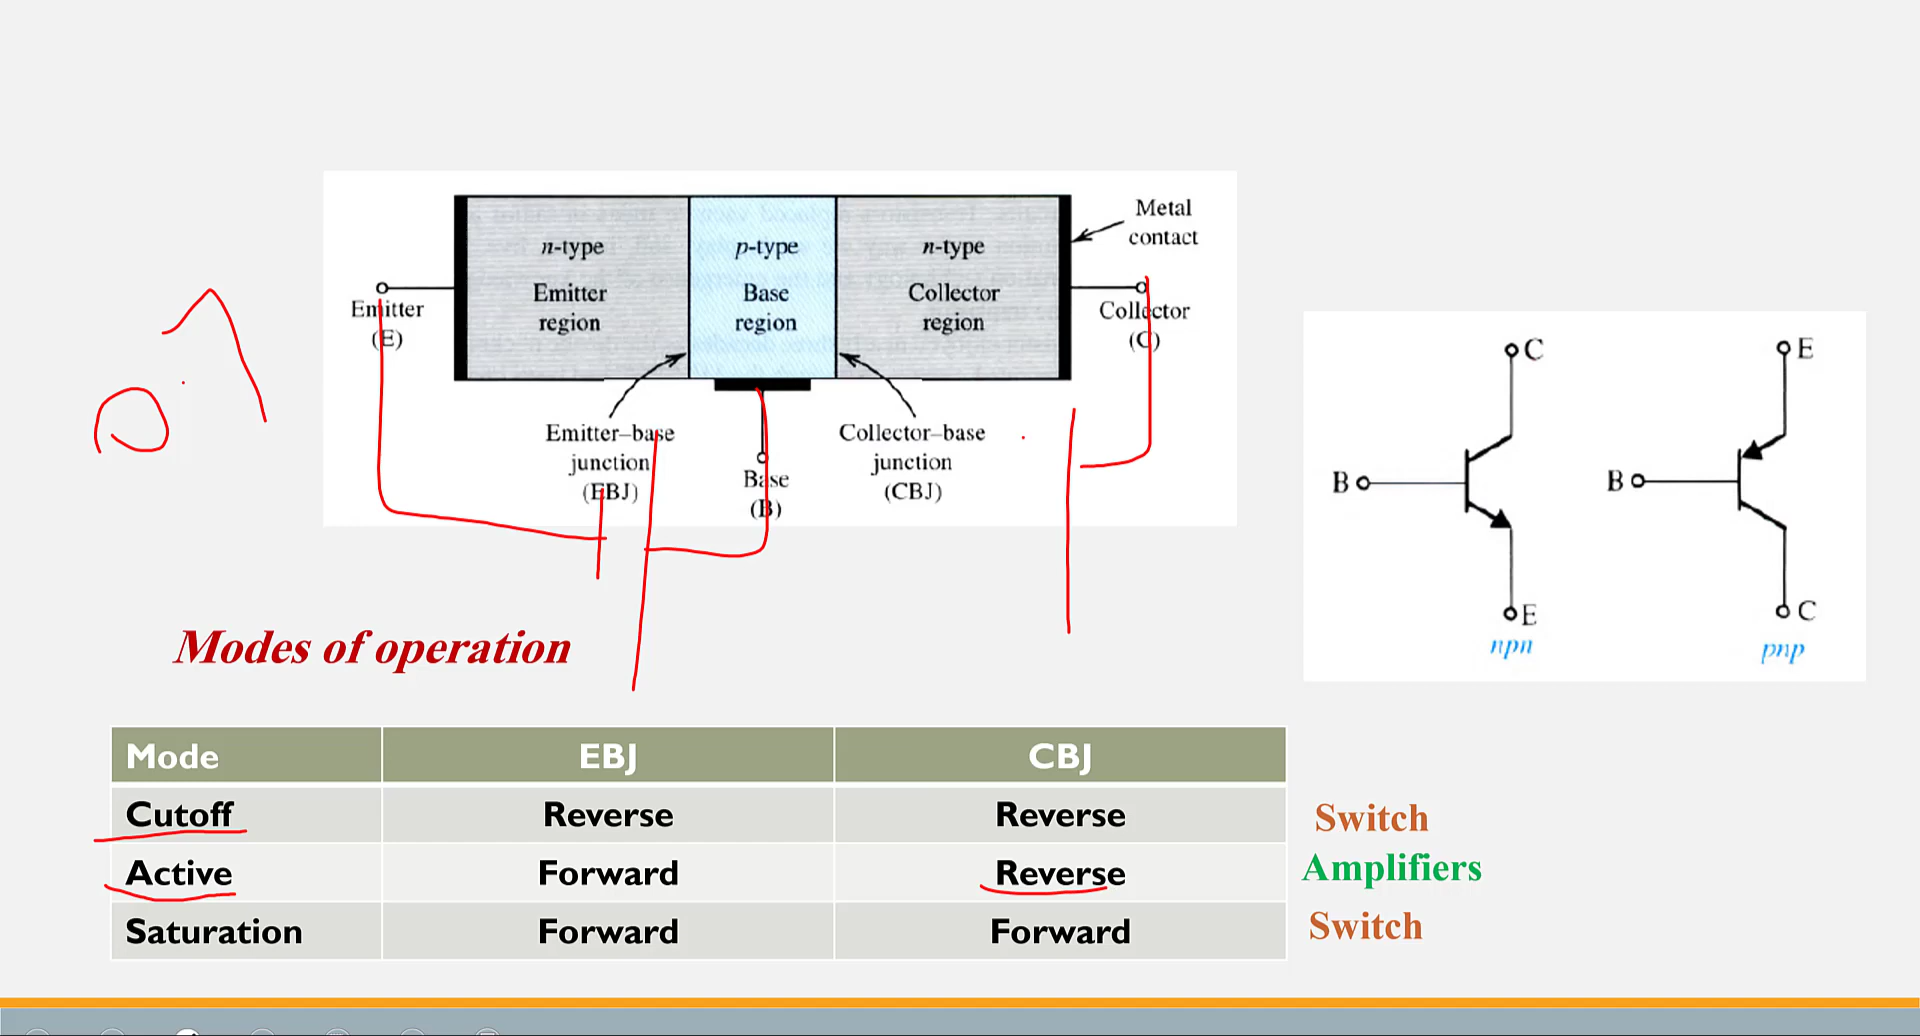 n-type
Emitter
region
p-type
Base
region
n-type
Collector
region
Metal
contact
Emitter
(E)
Collector
(C)
Emitter–base
junction
(EBJ)
Base
(B)
Collector–base
junction
(CBJ)
0.7
C
B
E
npn
E
B
C
pnp
Modes of operation
Mode EBJ CBJ
Cutoff Reverse Reverse Switch
Active Forward Reverse Amplifiers
Saturation Forward Forward Switch